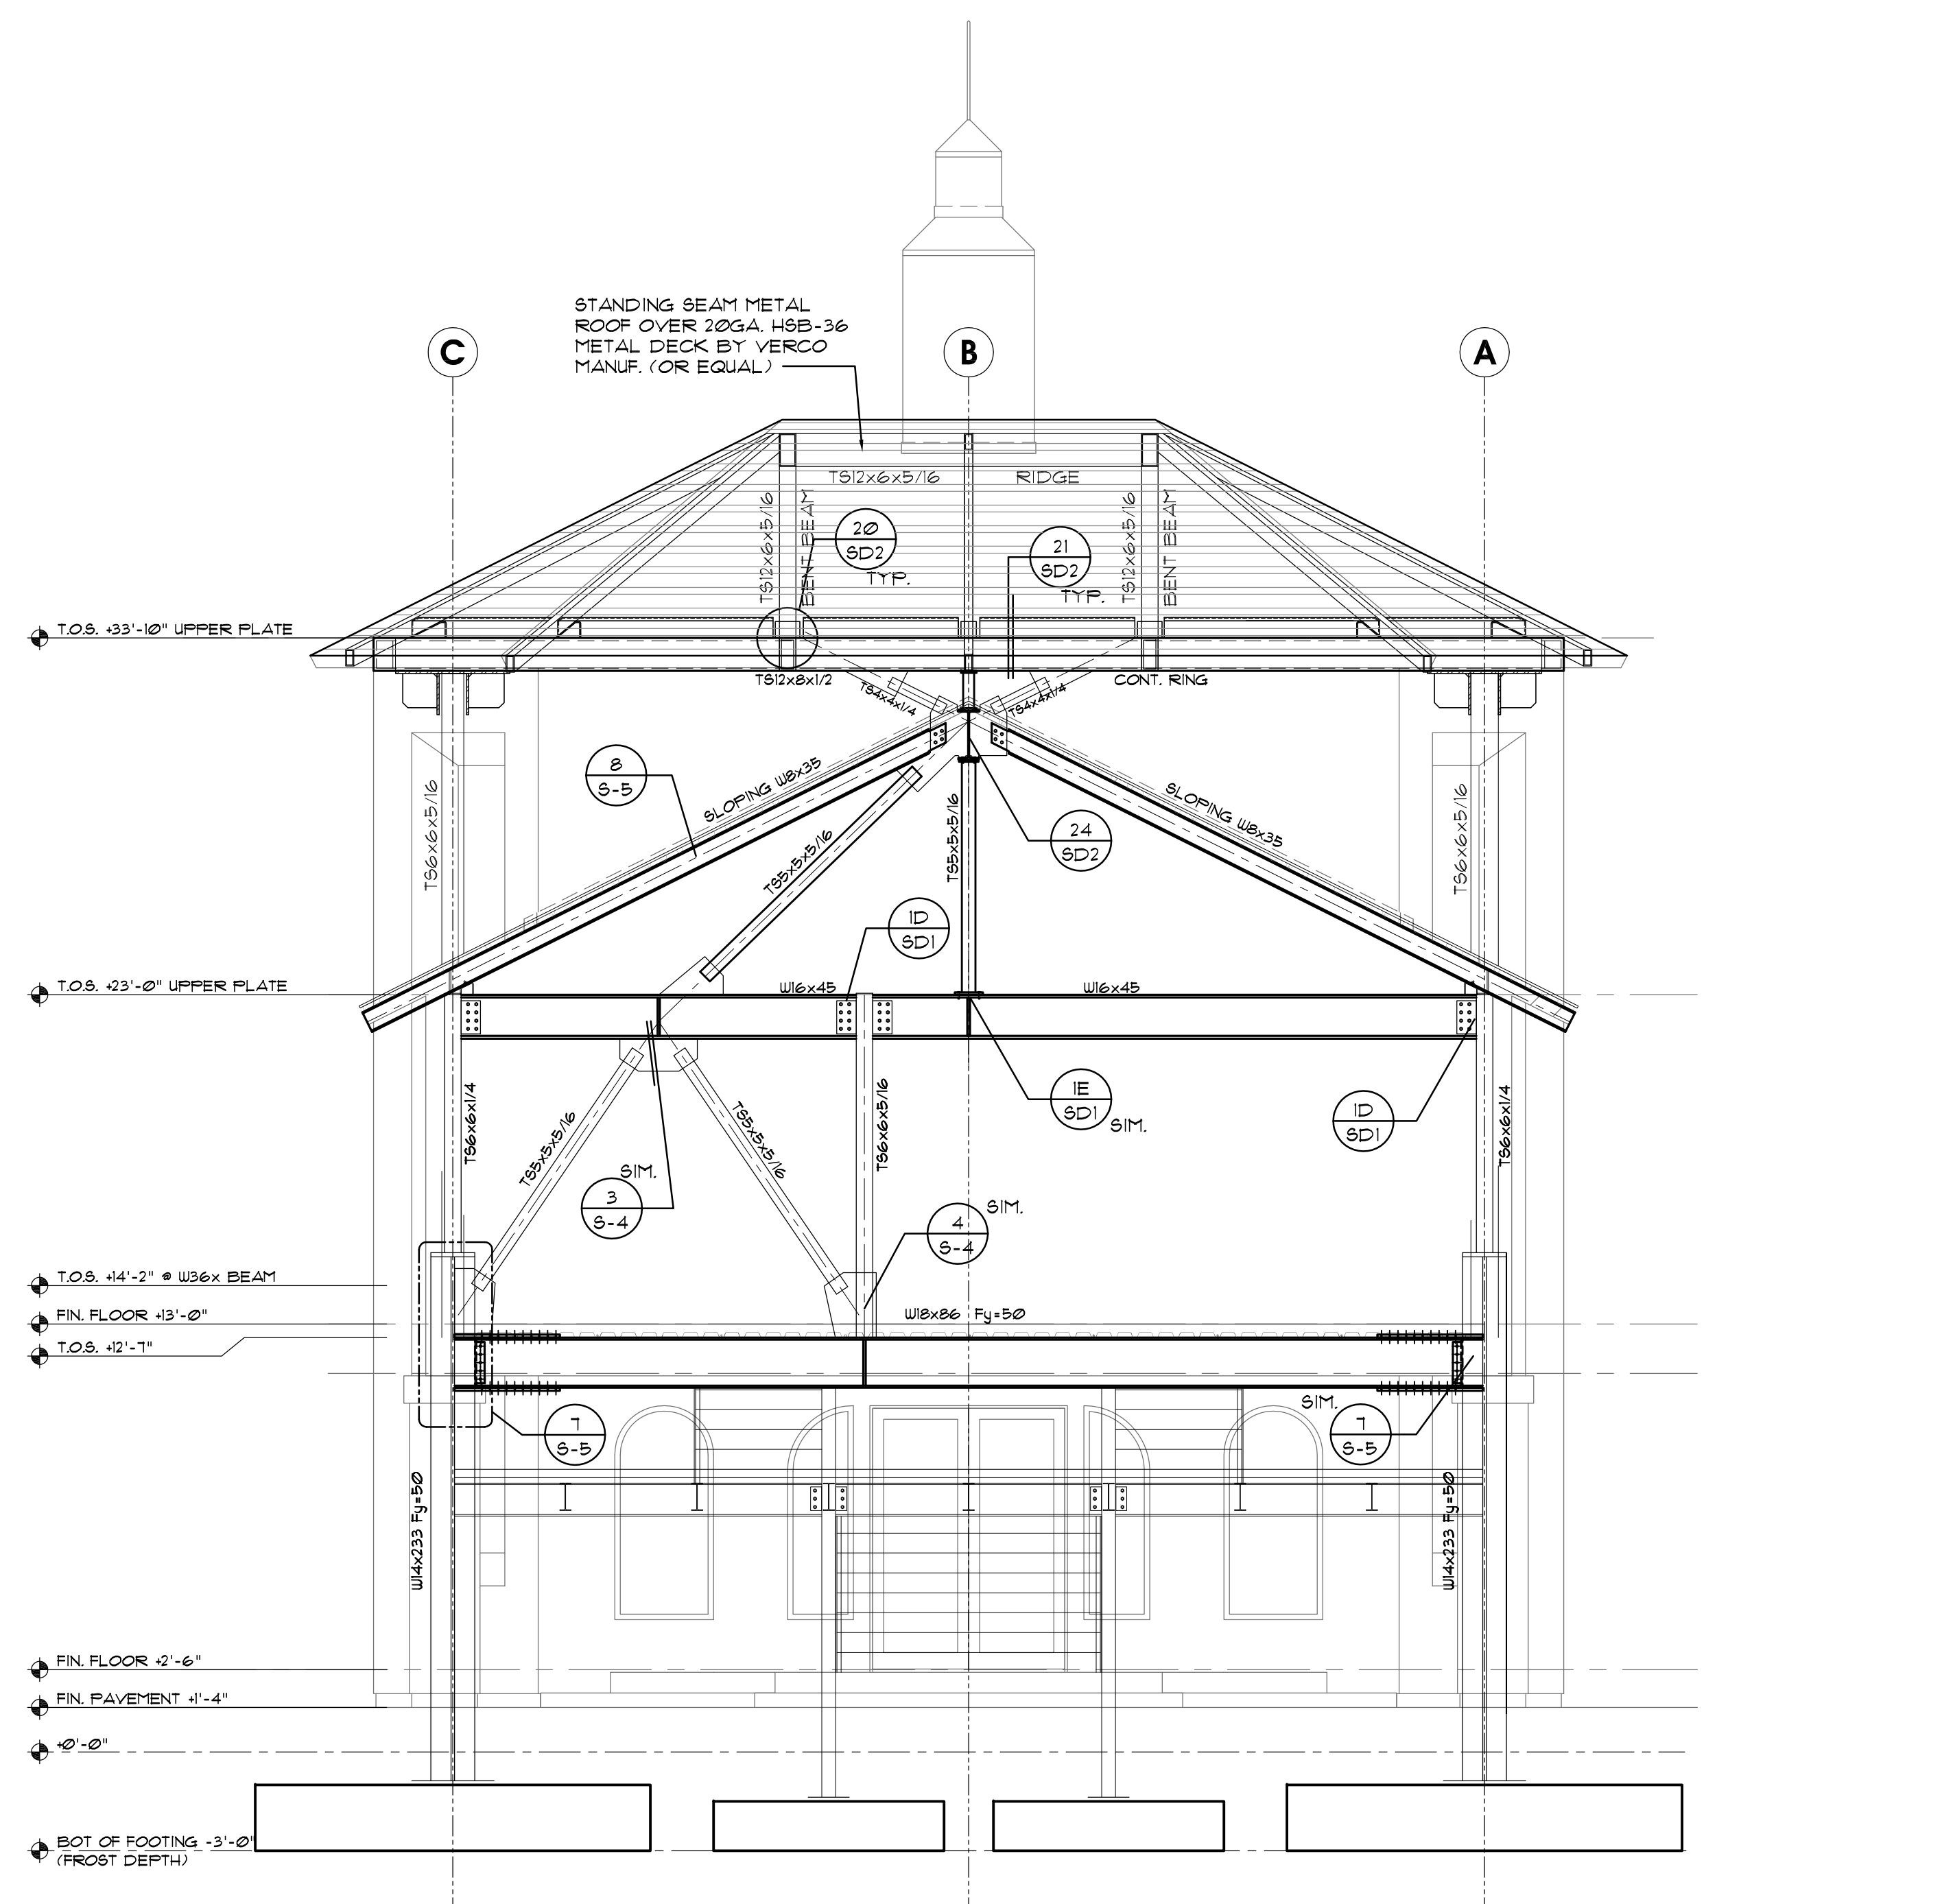 STANDING SEAM METAL
ROOF OVER 20GA. HSB-36
METAL DECK BY VERCO
MANUF. (OR EQUAL)
C
B
A
TS12x6x5/16
RIDGE
TS12x6x5/16
BENT BEAM
20
SD2
TYP.
21
SD2
TYP.
TS12x6x5/16
BENT BEAM
T.O.S. +33'-10" UPPER PLATE
TS12x8x1/2
TS4x4x1/4
TS4x4x1/4
CONT. RING
8
S-5
SLOPING W8x35
SLOPING W8x35
TS6x6x5/16
TS5x5x5/16
TS5x5x5/16
24
SD2
TS6x6x5/16
1D
SD1
T.O.S. +23'-0" UPPER PLATE
W16x45
W16x45
TS6x6x1/4
TS5x5x5/16
TS5x5x5/16
TS6x6x5/16
1E
SD1
SIM.
1D
SD1
TS6x6x1/4
SIM.
3
S-4
SIM.
4
S-4
T.O.S. +14'-2" @ W36x BEAM
FIN. FLOOR +13'-0"
W18x86 Fy=50
T.O.S. +12'-7"
7
S-5
SIM.
7
S-5
W14x233 Fy=50
W14x233 Fy=50
FIN. FLOOR +2'-6"
FIN. PAVEMENT +1'-4"
+0'-0"
BOT OF FOOTING -3'-0"
(FROST DEPTH)